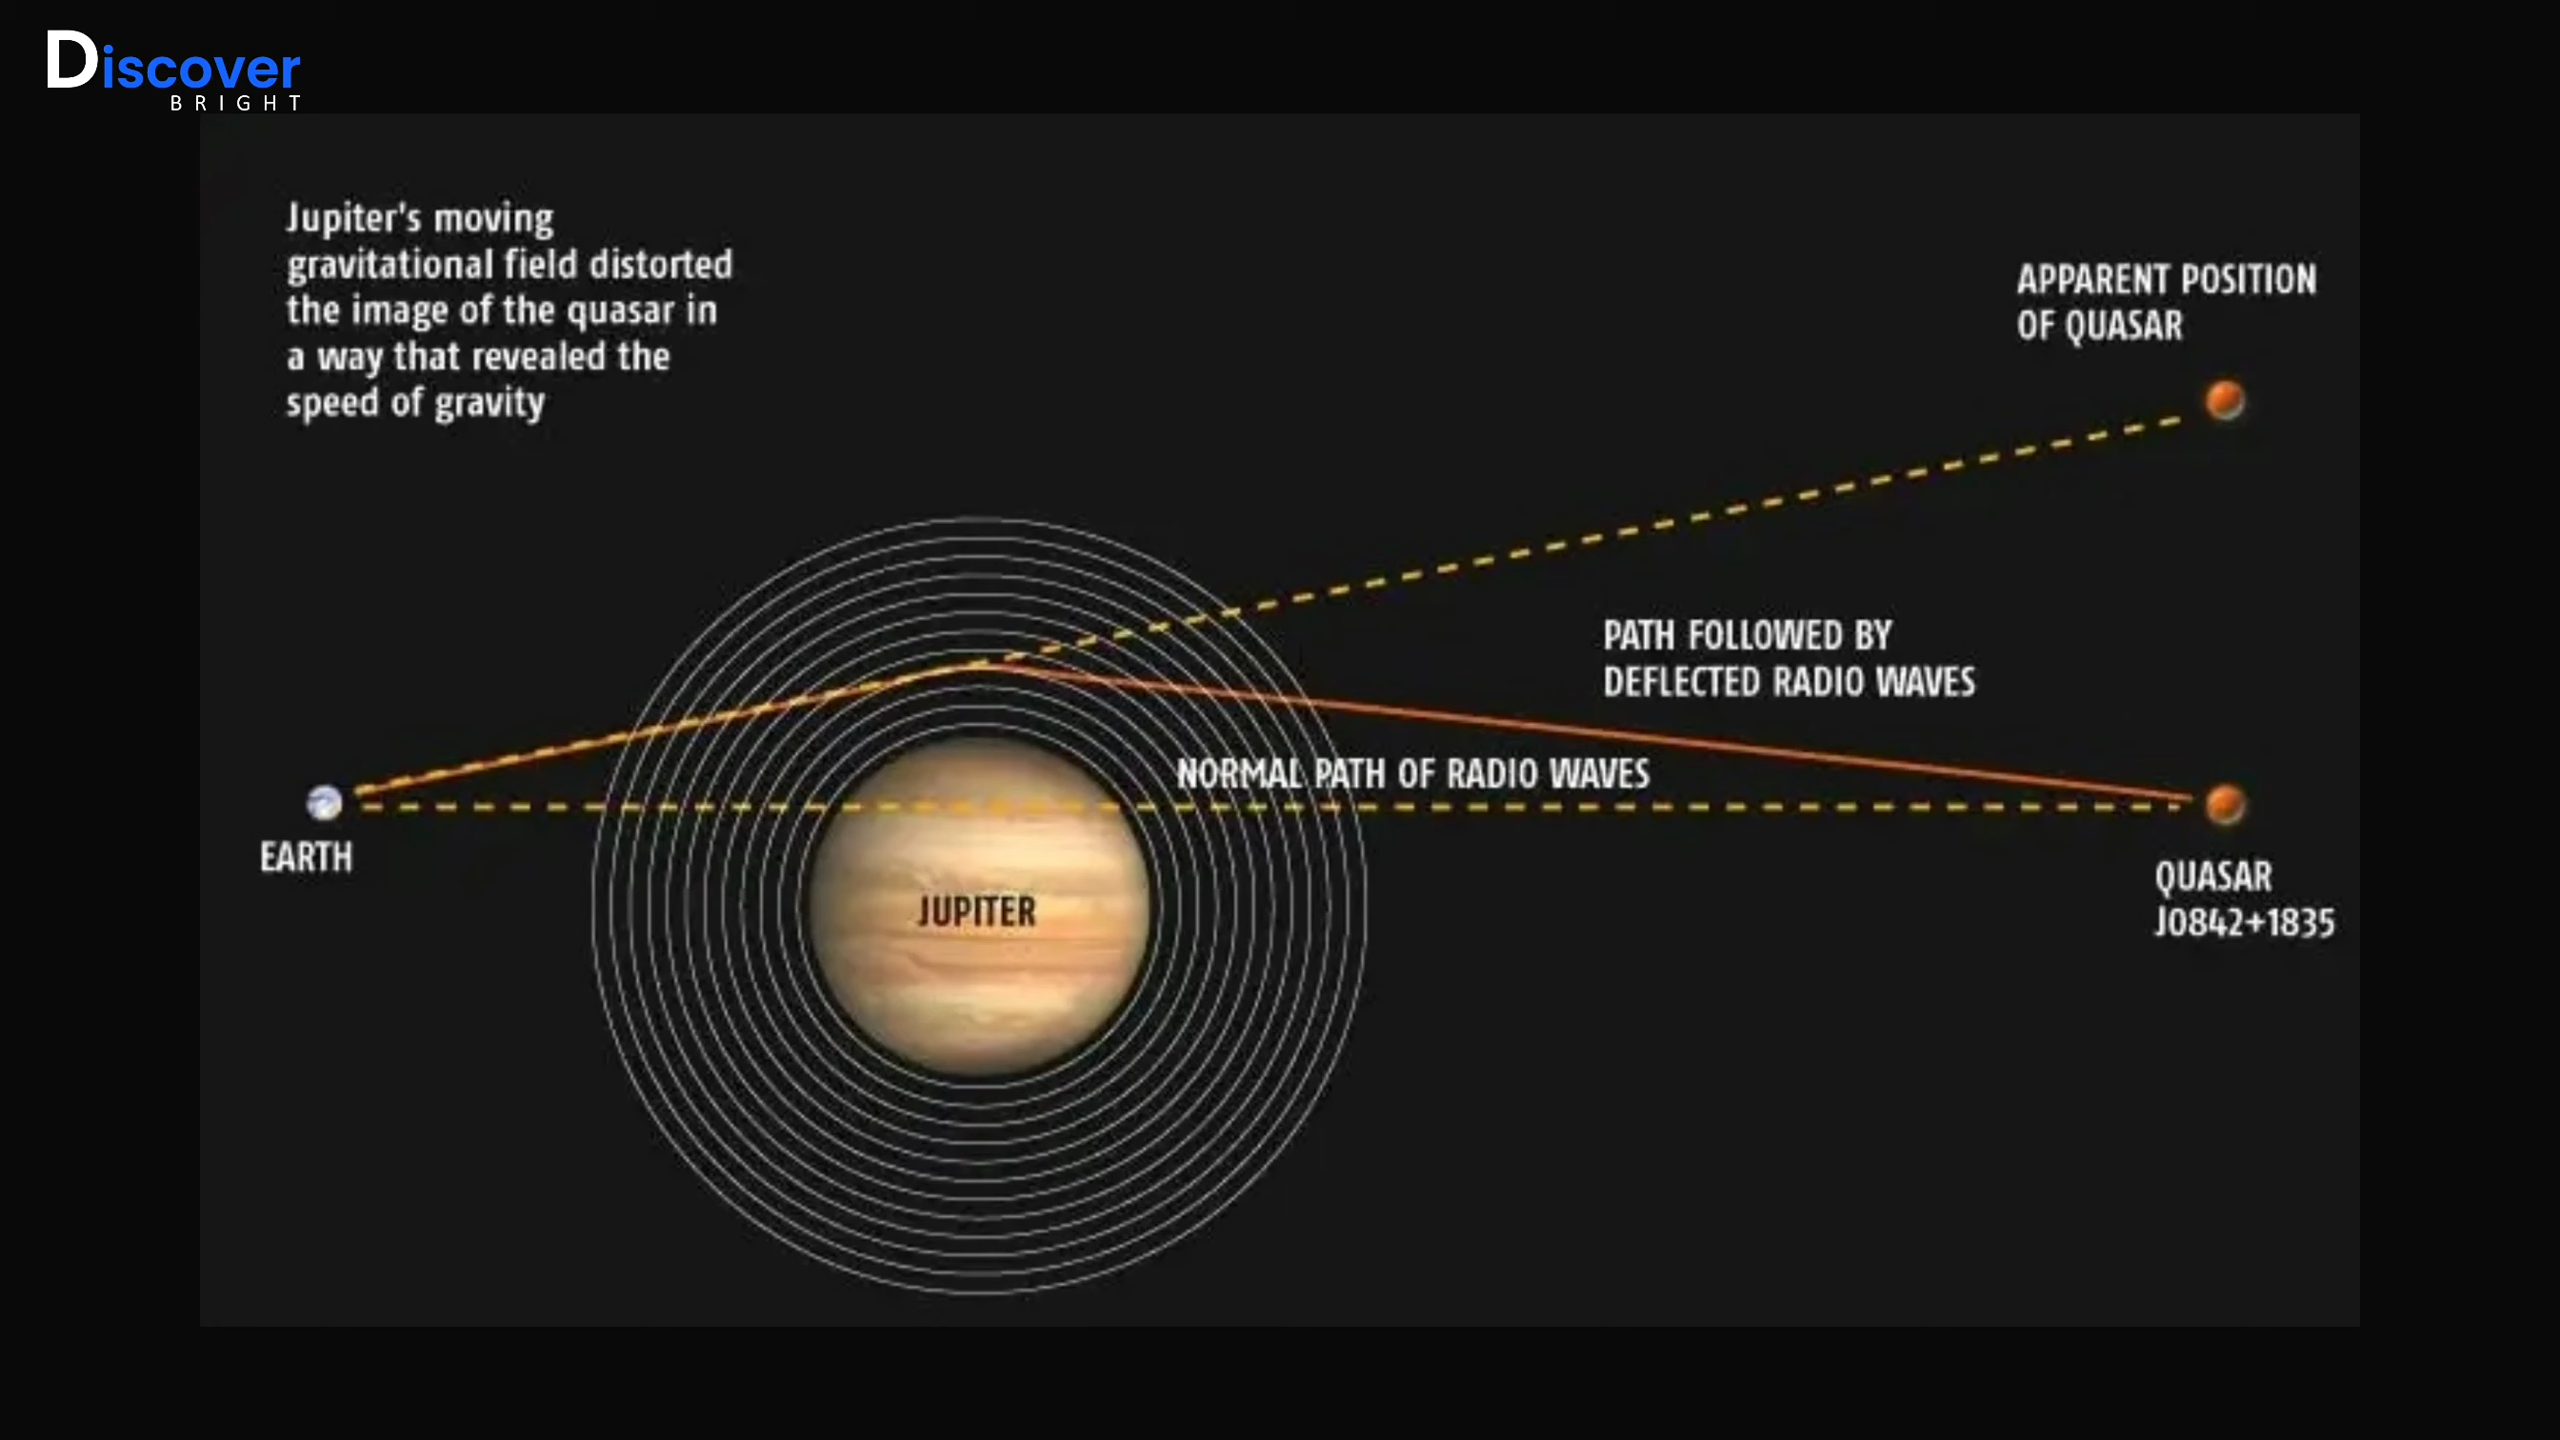 Discover
BRIGHT
Jupiter's moving
gravitational field distorted
the image of the quasar in
a way that revealed the
speed of gravity
APPARENT POSITION
OF QUASAR
PATH FOLLOWED BY
DEFLECTED RADIO WAVES
NORMAL PATH OF RADIO WAVES
EARTH
JUPITER
QUASAR
J0842+1835